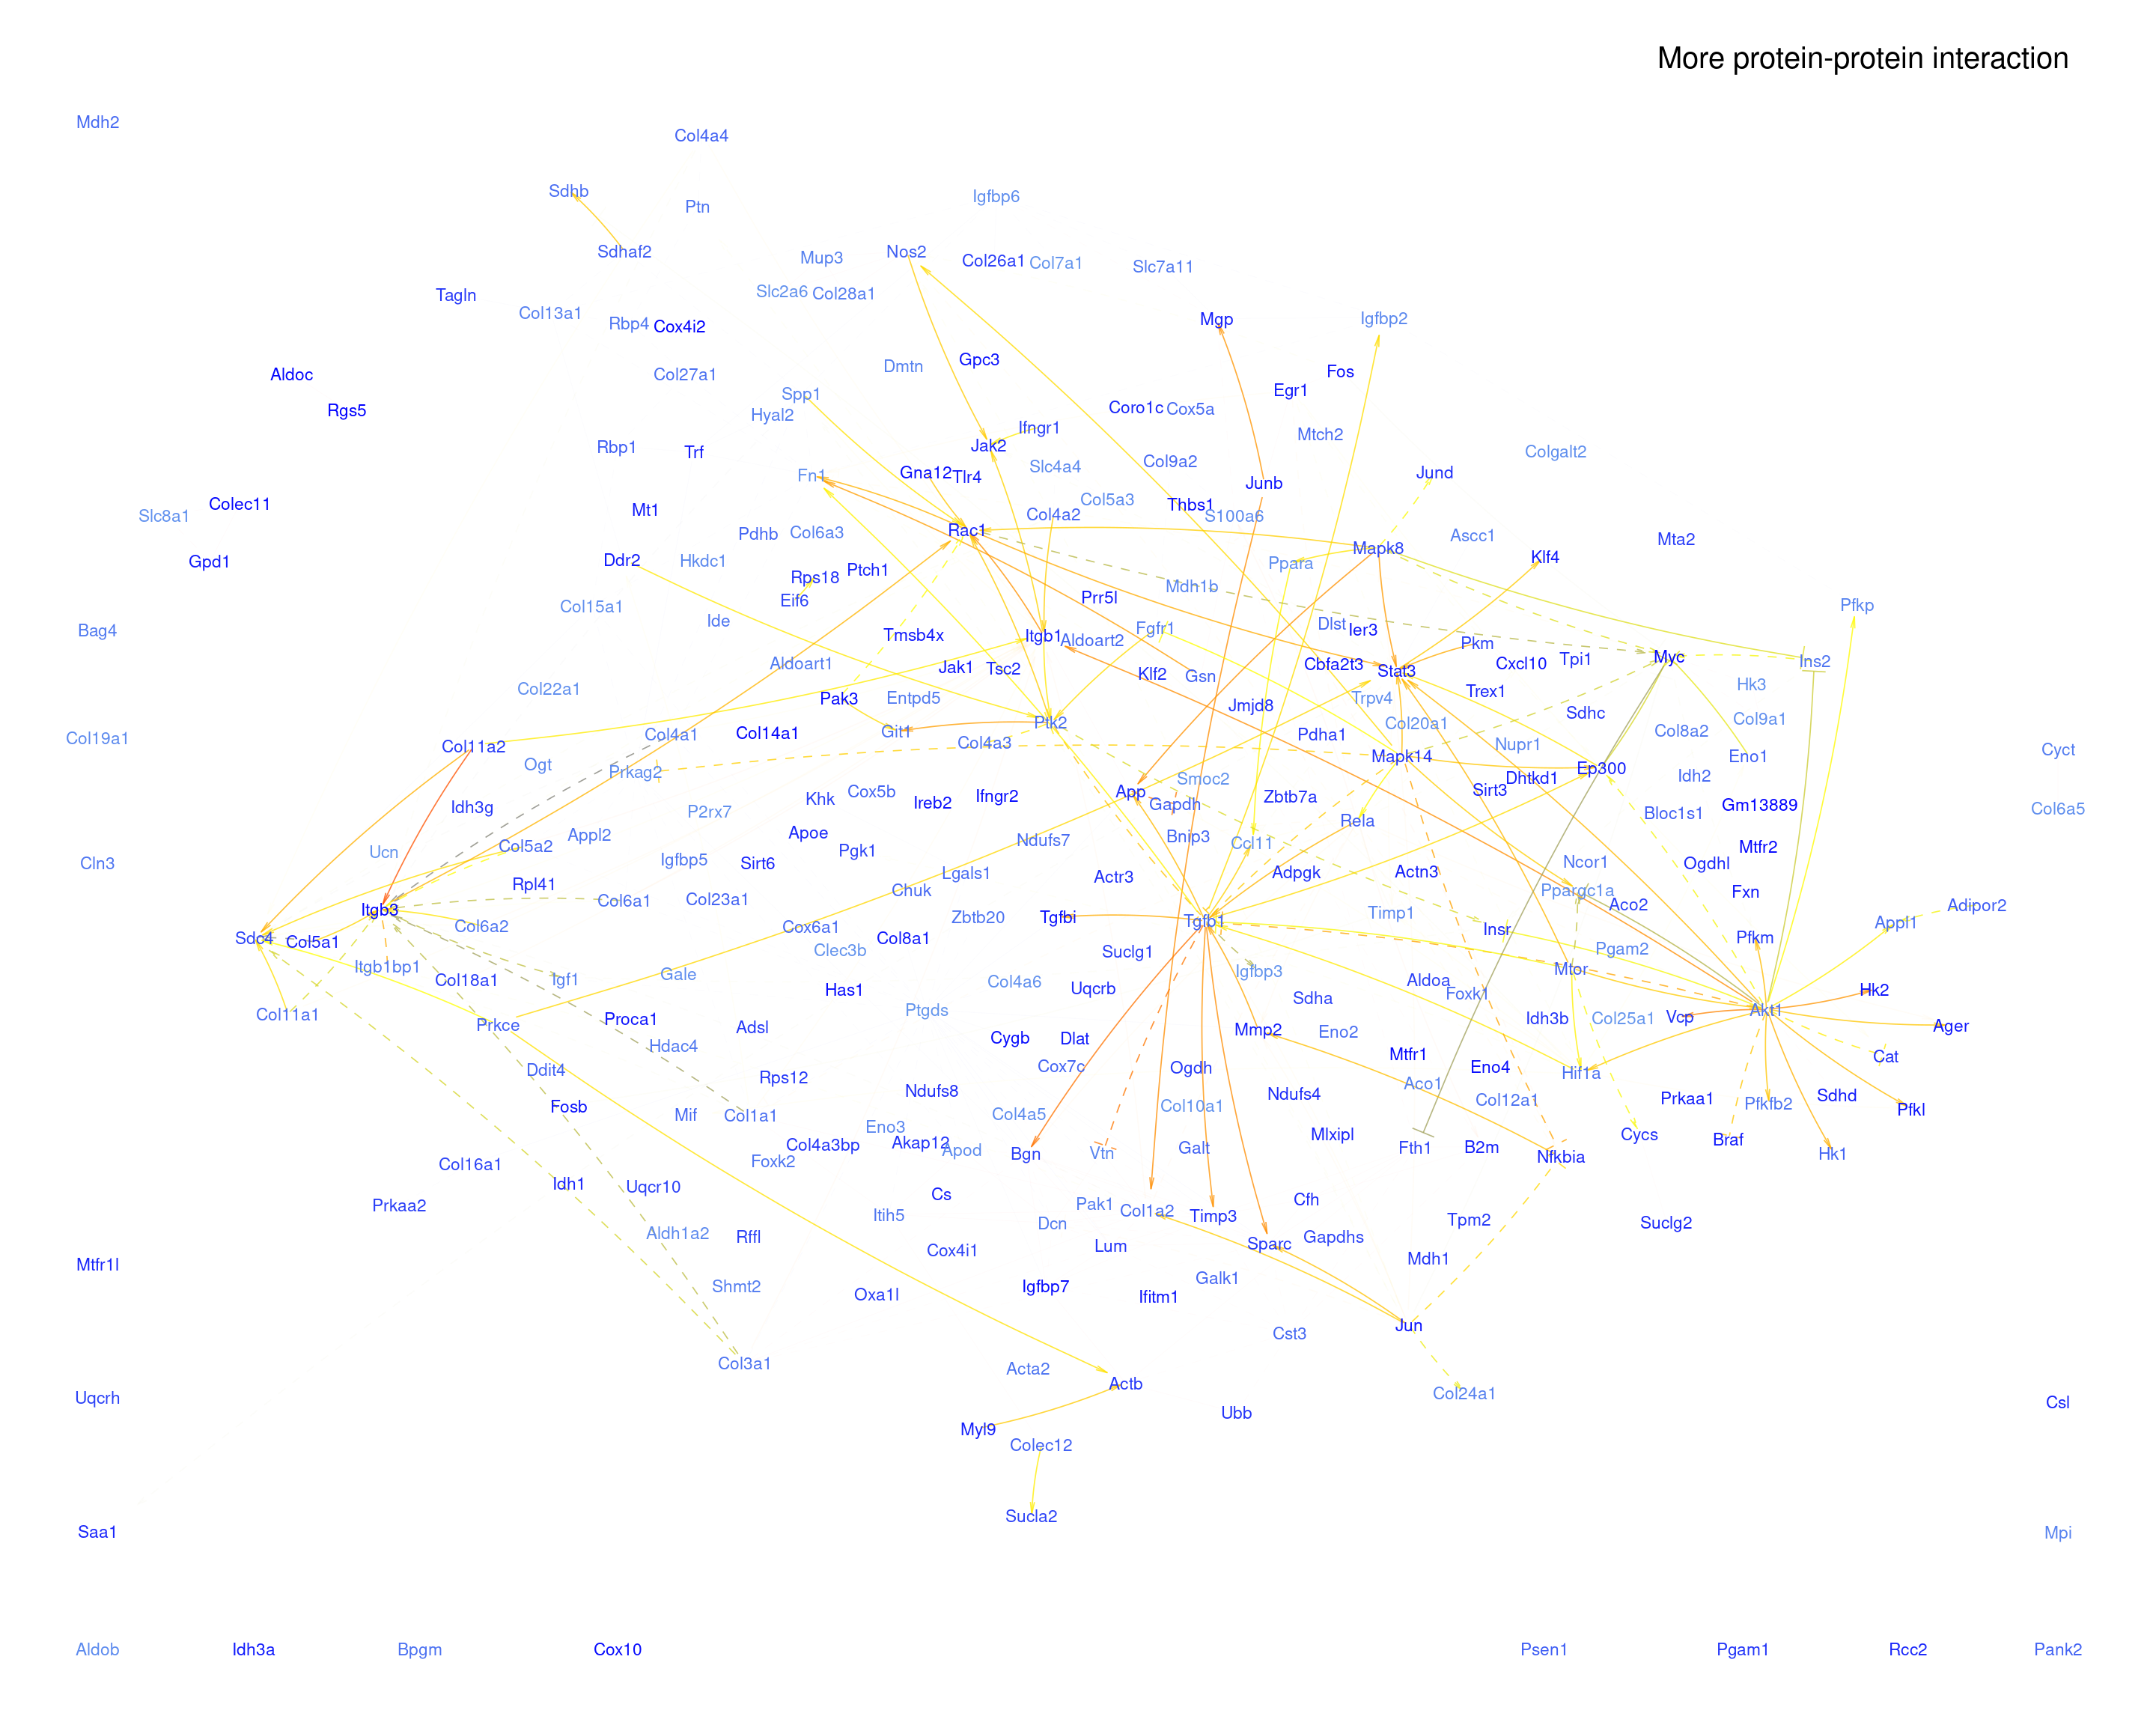 More protein-protein interaction
Mdh2
Col4a4
Sdhb
Igfbp6
Ptn
Sdhaf2
Nos2
Mup3
Col26a1 Col7a1
Slc7a11
Slc2a6 Col28a1
Tagln
Col13a1
Rbp4 Cox4i2
Mgp
Igfbp2
Gpc3
Dmtn
Fos
Aldoc
Col27a1
Egr1
Spp1
Rgs5
Hyal2
Coro1c Cox5a
Ifngr1
Mtch2
Jak2
Rbp1
Trf
Colgalt2
Col9a2
Slc4a4
Gna12 Tlr4
Fn1
Jund
Junb
Col5a3
Colec11
Thbs1
Mt1
Col4a2
Slc8a1
S100a6
Rac1
Pdhb
Col6a3
Ascc1
Mta2
Mapk8
Klf4
Ddr2
Hkdc1
Gpd1
Ppara
Ptch1
Rps18
Mdh1b
Eif6
Prr5l
Col15a1
Pfkp
Ide
Dlst
Ier3
Bag4
Fgfr1
Tmsb4x
Itgb1
Aldoart2
Pkm
Myc
Tpi1
Ins2
Aldoart1
Cbfa2t3
Cxcl10
Jak1
Tsc2
Stat3
Klf2
Gsn
Hk3
Col22a1
Trex1
Pak3
Entpd5
Trpv4
Jmjd8
Sdhc
Col9a1
Ptk2
Col20a1
Git1
Col14a1
Col4a1
Pdha1
Col8a2
Col19a1
Col4a3
Nupr1
Col11a2
Cyct
Mapk14
Eno1
Ogt
Prkag2
Ep300
Idh2
Smoc2
Dhtkd1
App
Sirt3
Cox5b
Ifngr2
Zbtb7a
Khk
Ireb2
Gapdh
Gm13889
Idh3g
P2rx7
Col6a5
Bloc1s1
Rela
Appl2
Apoe
Bnip3
Ndufs7
Ccl11
Col5a2
Mtfr2
Ucn
Pgk1
Igfbp5
Sirt6
Cln3
Ncor1
Ogdhl
Lgals1
Adpgk
Actn3
Actr3
Rpl41
Chuk
Ppargc1a
Fxn
Col6a1
Col23a1
Aco2
Adipor2
Itgb3
Timp1
Zbtb20
Tgfbi
Tgfb1
Appl1
Col6a2
Cox6a1
Insr
Sdc4
Col5a1
Col8a1
Pfkm
Clec3b
Suclg1
Pgam2
Itgb1bp1
Igfbp3
Mtor
Gale
Col18a1
Igf1
Col4a6
Aldoa
Has1
Uqcrb
Foxk1
Hk2
Sdha
Ptgds
Akt1
Col11a1
Proca1
Idh3b
Col25a1
Vcp
Prkce
Adsl
Mmp2
Eno2
Ager
Cygb
Dlat
Hdac4
Mtfr1
Cat
Cox7c
Ogdh
Eno4
Ddit4
Hif1a
Rps12
Aco1
Ndufs8
Ndufs4
Sdhd
Prkaa1
Col12a1
Pfkfb2
Fosb
Col10a1
Pfkl
Mif
Col1a1
Col4a5
Eno3
Mlxipl
Cycs
Braf
Col4a3bp
Akap12
Apod
Galt
Fth1
B2m
Bgn
Vtn
Hk1
Nfkbia
Foxk2
Col16a1
Idh1
Uqcr10
Cs
Cfh
Prkaa2
Pak1
Col1a2
Itih5
Timp3
Tpm2
Dcn
Suclg2
Aldh1a2
Rffl
Gapdhs
Sparc
Lum
Cox4i1
Mdh1
Mtfr1l
Galk1
Shmt2
Igfbp7
Oxa1l
Ifitm1
Jun
Cst3
Col3a1
Acta2
Actb
Col24a1
Uqcrh
Csl
Ubb
Myl9
Colec12
Sucla2
Saa1
Mpi
Aldob
Idh3a
Bpgm
Cox10
Psen1
Pgam1
Rcc2
Pank2